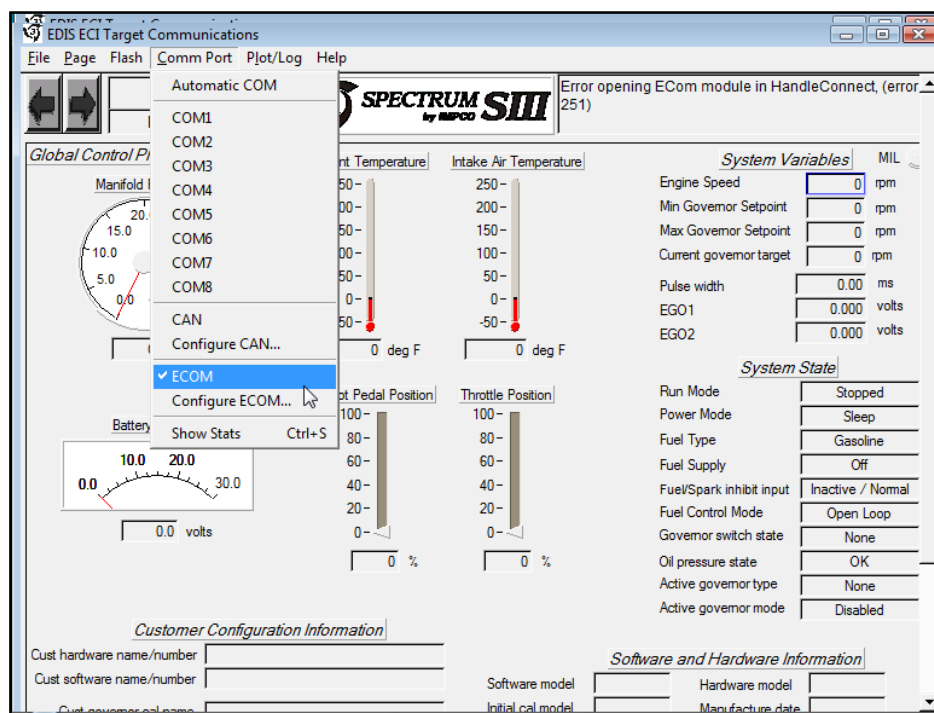 EDIS ECI Target Communications
File Page Flash Comm Port Plot/Log Help
Automatic COM
COM1
COM2
COM3
COM4
COM5
COM6
COM7
COM8
CAN
Configure CAN...
ECOM
Configure ECOM...
Show Stats Ctrl+S
SPECTRUM SIII
by IMPCO
Error opening ECom module in HandleConnect, (error
251)
Global Control
Manifold
20.
15.0
10.0
5.0
0.0
Battery
10.0 20.0
0.0 30.0
0.0 volts
Temperature
0 deg F
Intake Air Temperature
250
200
150
100
50
0
-50
0 deg F
Pedal Position
100
80
60
40
20
0
0 %
Throttle Position
100
80
60
40
20
0
0 %
System Variables MIL
Engine Speed 0 rpm
Min Governor Setpoint 0 rpm
Max Governor Setpoint 0 rpm
Current governor target 0 rpm
Pulse width 0.00 ms
EGO1 0.000 volts
EGO2 0.000 volts
System State
Run Mode Stopped
Power Mode Sleep
Fuel Type Gasoline
Fuel Supply Off
Fuel/Spark inhibit input Inactive / Normal
Fuel Control Mode Open Loop
Governor switch state None
Oil pressure state OK
Active governor type None
Active governor mode Disabled
Customer Configuration Information
Cust hardware name/number
Cust software name/number
Cust governor cal name
Software and Hardware Information
Software model Hardware model
Initial cal model Manufacture date